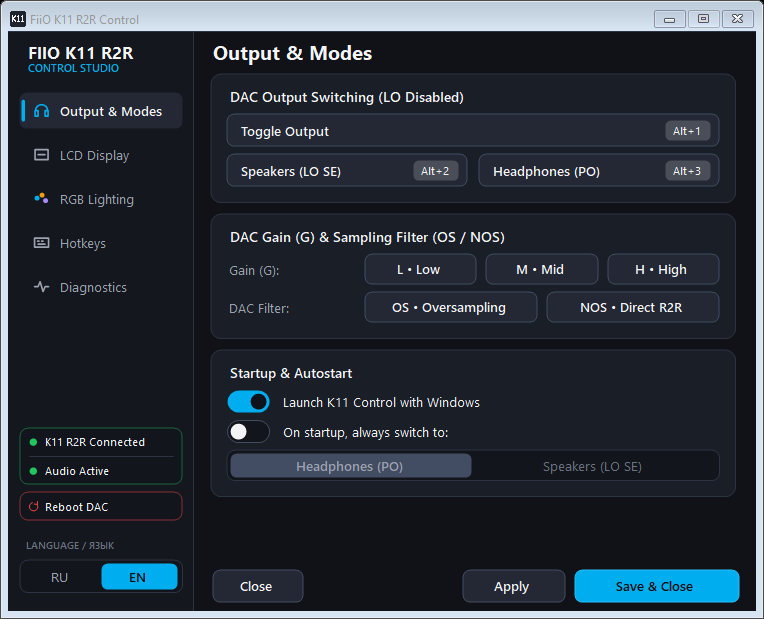 K11 FiiO K11 R2R Control
FIIO K11 R2R
CONTROL STUDIO
Output & Modes
LCD Display
RGB Lighting
Hotkeys
Diagnostics
K11 R2R Connected
Audio Active
Reboot DAC
LANGUAGE / ЯЗЫК
RU EN
Output & Modes
DAC Output Switching (LO Disabled)
Toggle Output Alt+1
Speakers (LO SE) Alt+2 Headphones (PO) Alt+3
DAC Gain (G) & Sampling Filter (OS / NOS)
Gain (G): L • Low M • Mid H • High
DAC Filter: OS • Oversampling NOS • Direct R2R
Startup & Autostart
Launch K11 Control with Windows
On startup, always switch to:
Headphones (PO) Speakers (LO SE)
Close Apply Save & Close